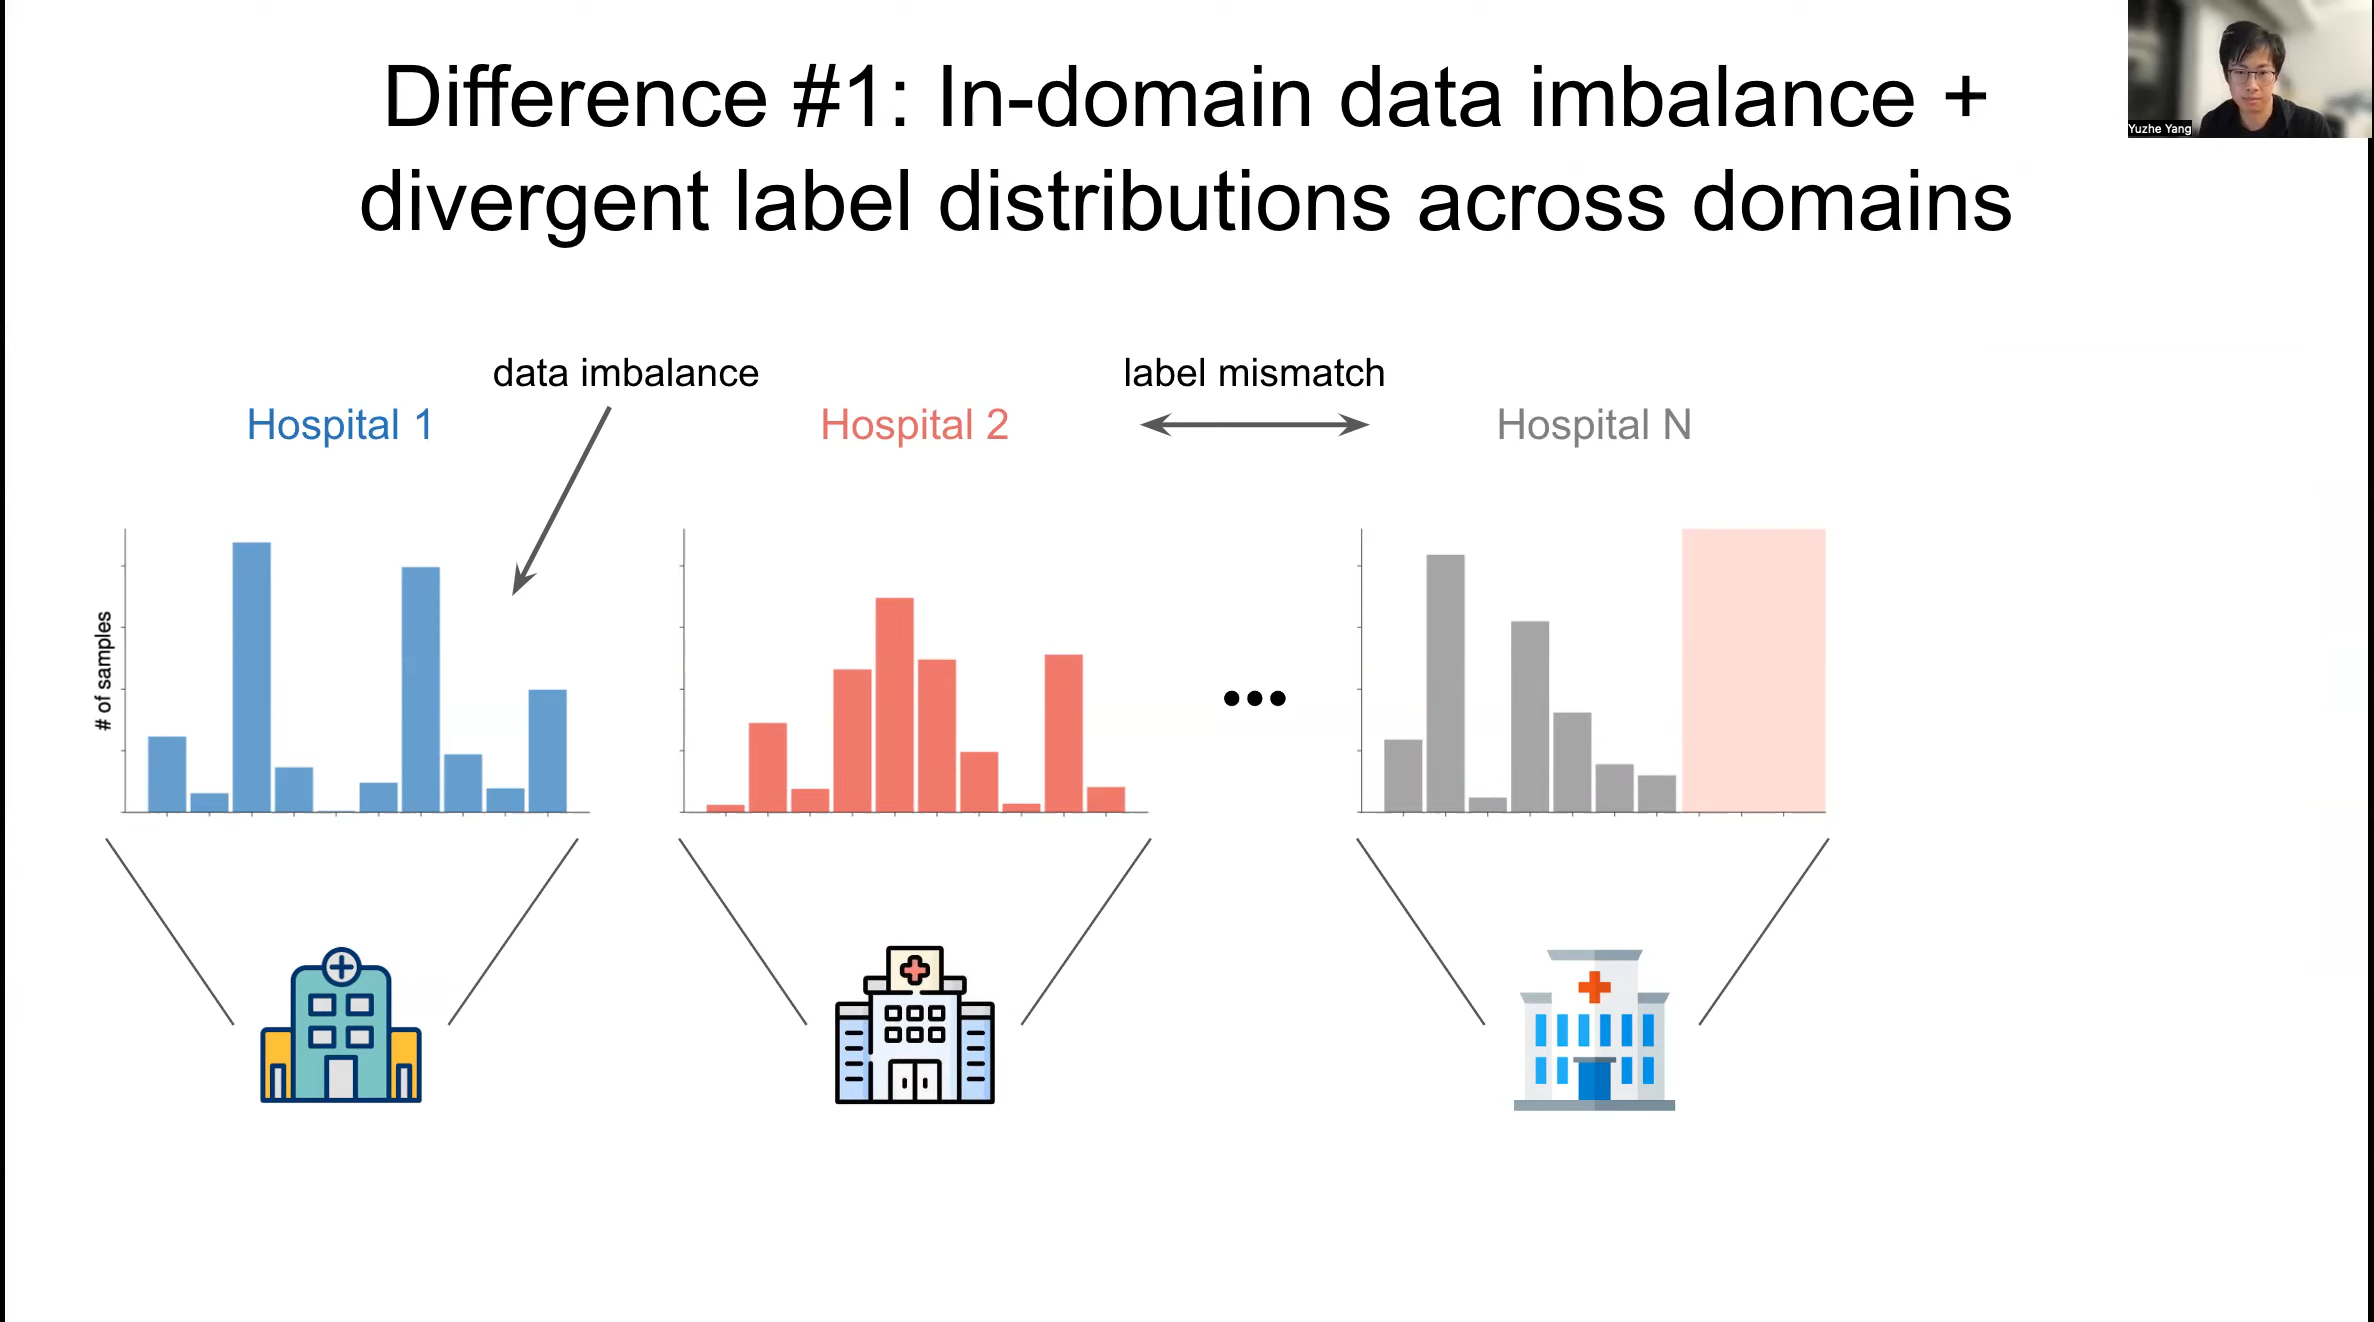 Difference #1: In-domain data imbalance +
divergent label distributions across domains
Yuzhe Yang
data imbalance
label mismatch
Hospital 1
Hospital 2
Hospital N
# of samples